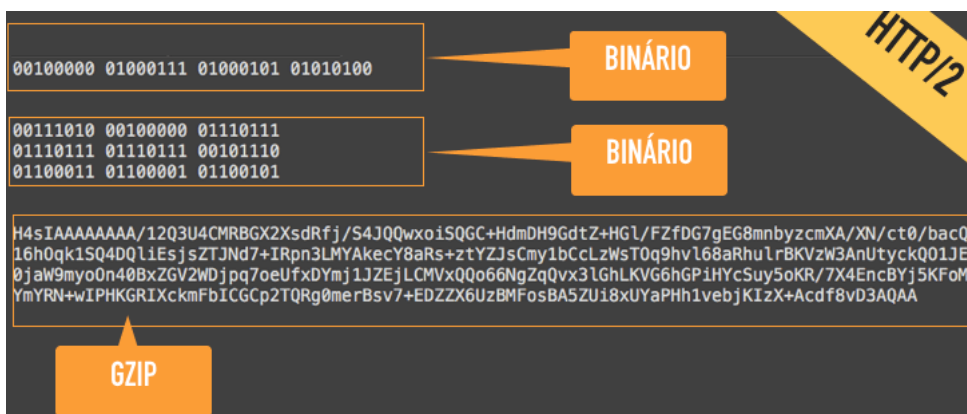 HTTP/2
00100000 01000111 01000101 01010100
BINÁRIO
00111010 00100000 01110111
01110111 01110111 00101110
01100011 01100001 01100101
BINÁRIO
H4sIAAAAAAAA/12Q3U4CMRBGX2XsdRfj/S4JQQwxoiSQGC+HdmDH9GdtZ+HGl/FZfDG7gEG8mnbyzcmXA/XN/ct0/bacQ
16hOqk1SQ4DQliEsjsZTJNd7+IRpn3LMYAkecY8aRs+ztYZJsCmy1bCcLzWsTOq9hvl68aRhulrBKVzW3AnUtyckQO1JE
0jaW9myoOn40BxZGV2WDjpq7oeUfxDYmj1JZEjLCMVxQQo66NgZqQvx3lGhLKVG6hGPiHYcSuy5oKR/7X4EncBYj5KFoM
YmYRN+wIPHKGRIXckmFbICGCp2TQRg0merBsv7+EDZZX6UzBMFosBA5ZUi8xUYaPHh1vebjKIzX+Acdf8vD3AQAA
GZIP